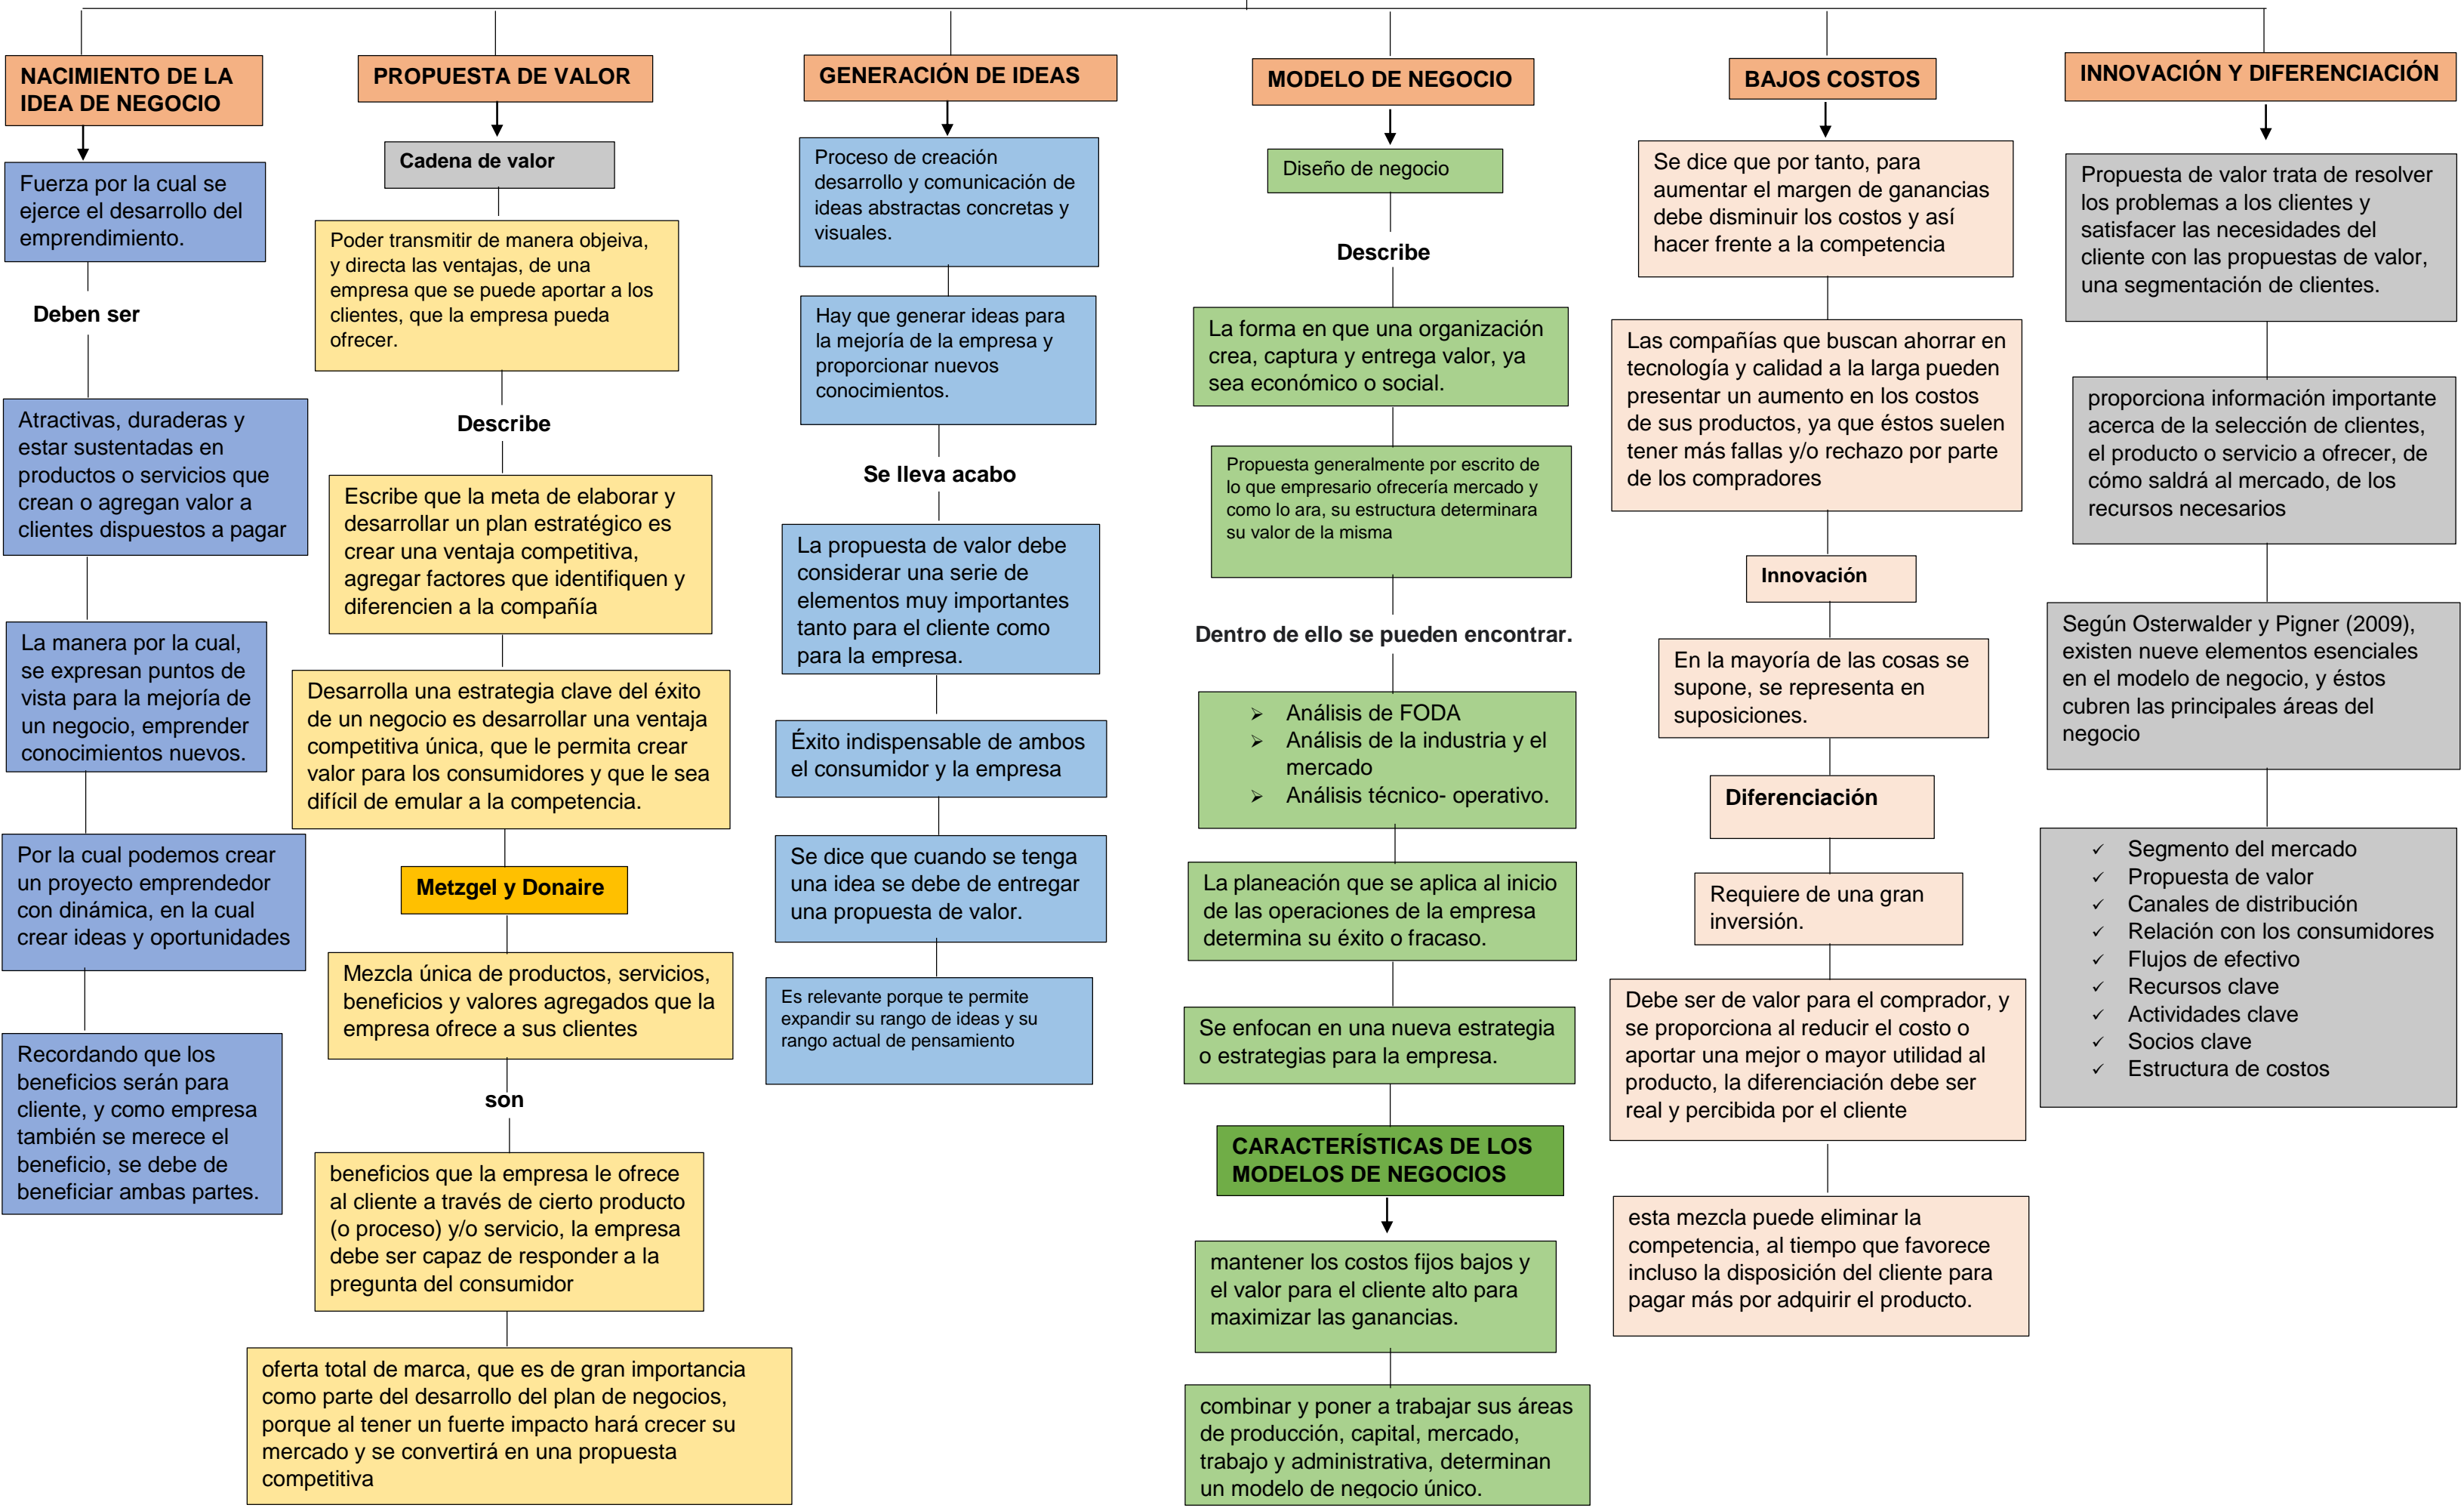 NACIMIENTO DE LA
IDEA DE NEGOCIO
Fuerza por la cual se
ejerce el desarrollo del
emprendimiento.
Deben ser
Atractivas, duraderas y
estar sustentadas en
productos o servicios que
crean o agregan valor a
clientes dispuestos a pagar
La manera por la cual,
se expresan puntos de
vista para la mejoría de
un negocio, emprender
conocimientos nuevos.
Por la cual podemos crear
un proyecto emprendedor
con dinámica, en la cual
crear ideas y oportunidades
Recordando que los
beneficios serán para
cliente, y como empresa
también se merece el
beneficio, se debe de
beneficiar ambas partes.
PROPUESTA DE VALOR
Cadena de valor
Poder transmitir de manera objeiva,
y directa las ventajas, de una
empresa que se puede aportar a los
clientes, que la empresa pueda
ofrecer.
Describe
Escribe que la meta de elaborar y
desarrollar un plan estratégico es
crear una ventaja competitiva,
agregar factores que identifiquen y
diferencien a la compañía
Desarrolla una estrategia clave del éxito
de un negocio es desarrollar una ventaja
competitiva única, que le permita crear
valor para los consumidores y que le sea
difícil de emular a la competencia.
Metzgel y Donaire
Mezcla única de productos, servicios,
beneficios y valores agregados que la
empresa ofrece a sus clientes
son
beneficios que la empresa le ofrece
al cliente a través de cierto producto
(o proceso) y/o servicio, la empresa
debe ser capaz de responder a la
pregunta del consumidor
oferta total de marca, que es de gran importancia
como parte del desarrollo del plan de negocios,
porque al tener un fuerte impacto hará crecer su
mercado y se convertirá en una propuesta
competitiva
GENERACIÓN DE IDEAS
Proceso de creación
desarrollo y comunicación de
ideas abstractas concretas y
visuales.
Hay que generar ideas para
la mejoría de la empresa y
proporcionar nuevos
conocimientos.
Se lleva acabo
La propuesta de valor debe
considerar una serie de
elementos muy importantes
tanto para el cliente como
para la empresa.
Éxito indispensable de ambos
el consumidor y la empresa
Se dice que cuando se tenga
una idea se debe de entregar
una propuesta de valor.
Es relevante porque te permite
expandir su rango de ideas y su
rango actual de pensamiento
MODELO DE NEGOCIO
Diseño de negocio
Describe
La forma en que una organización
crea, captura y entrega valor, ya
sea económico o social.
Propuesta generalmente por escrito de
lo que empresario ofrecería mercado y
como lo ara, su estructura determinara
su valor de la misma
Dentro de ello se pueden encontrar.
➢ Análisis de FODA
➢ Análisis de la industria y el
mercado
➢ Análisis técnico- operativo.
La planeación que se aplica al inicio
de las operaciones de la empresa
determina su éxito o fracaso.
Se enfocan en una nueva estrategia
o estrategias para la empresa.
CARACTERÍSTICAS DE LOS
MODELOS DE NEGOCIOS
mantener los costos fijos bajos y
el valor para el cliente alto para
maximizar las ganancias.
combinar y poner a trabajar sus áreas
de producción, capital, mercado,
trabajo y administrativa, determinan
un modelo de negocio único.
BAJOS COSTOS
Se dice que por tanto, para
aumentar el margen de ganancias
debe disminuir los costos y así
hacer frente a la competencia
Las compañías que buscan ahorrar en
tecnología y calidad a la larga pueden
presentar un aumento en los costos
de sus productos, ya que éstos suelen
tener más fallas y/o rechazo por parte
de los compradores
Innovación
En la mayoría de las cosas se
supone, se representa en
suposiciones.
Diferenciación
Requiere de una gran
inversión.
Debe ser de valor para el comprador, y
se proporciona al reducir el costo o
aportar una mejor o mayor utilidad al
producto, la diferenciación debe ser
real y percibida por el cliente
esta mezcla puede eliminar la
competencia, al tiempo que favorece
incluso la disposición del cliente para
pagar más por adquirir el producto.
INNOVACIÓN Y DIFERENCIACIÓN
Propuesta de valor trata de resolver
los problemas a los clientes y
satisfacer las necesidades del
cliente con las propuestas de valor,
una segmentación de clientes.
proporciona información importante
acerca de la selección de clientes,
el producto o servicio a ofrecer, de
cómo saldrá al mercado, de los
recursos necesarios
Según Osterwalder y Pigner (2009),
existen nueve elementos esenciales
en el modelo de negocio, y éstos
cubren las principales áreas del
negocio
✓ Segmento del mercado
✓ Propuesta de valor
✓ Canales de distribución
✓ Relación con los consumidores
✓ Flujos de efectivo
✓ Recursos clave
✓ Actividades clave
✓ Socios clave
✓ Estructura de costos